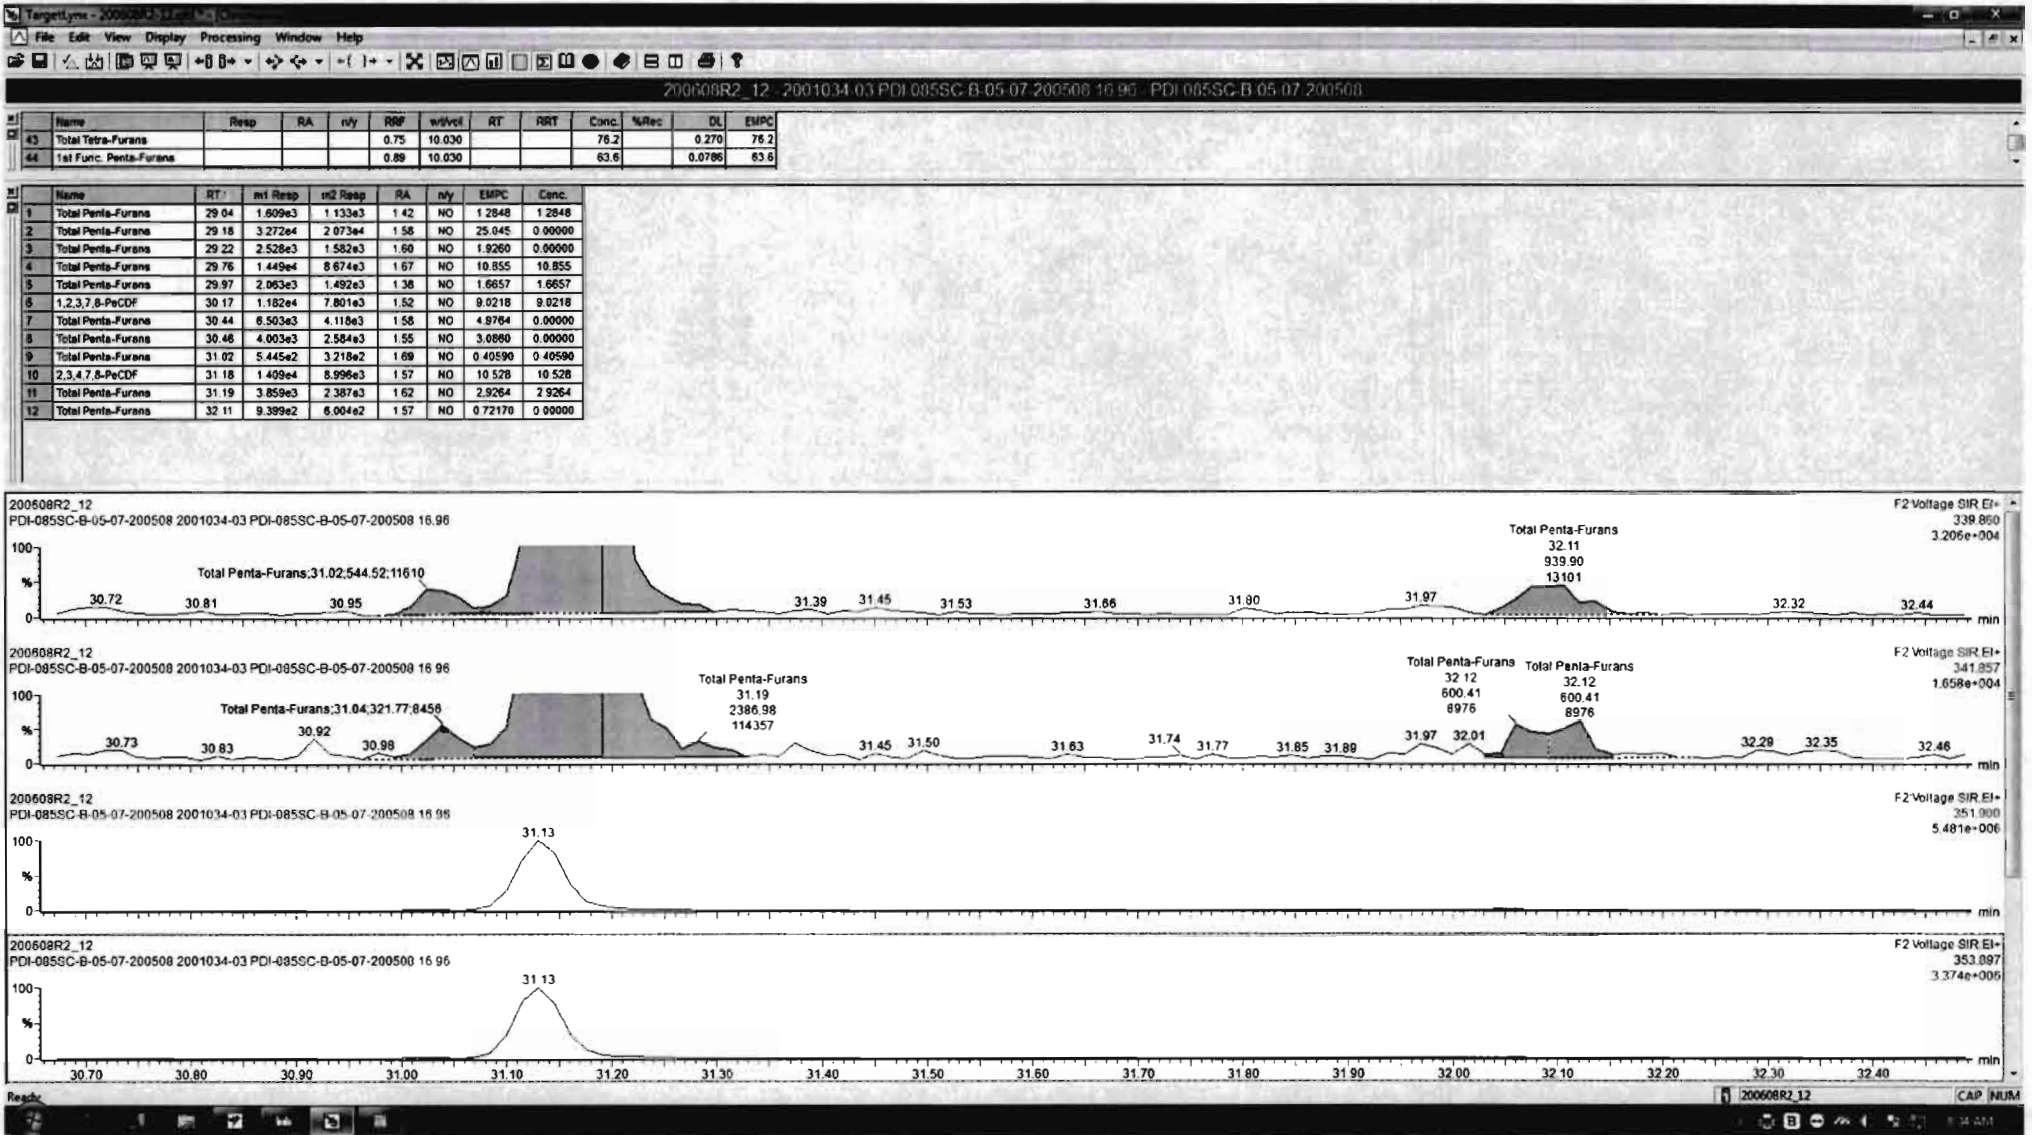 TargetLynx - 200608R2-12.qld * - [Chromatogram]
File Edit View Display Processing Window Help
200608R2_12 - 2001034-03 PDI-085SC-B-05-07-200508 16.96 - PDI-085SC-B-05-07-200508
Name Resp RA n/y RRF wt/vol RT RRT Conc. %Rec DL EMPC
43 Total Tetra-Furans 0.75 10.030 76.2 0.270 76.2
44 1st Func. Penta-Furans 0.89 10.030 63.6 0.0786 63.6
Name RT m1 Resp m2 Resp RA n/y EMPC Conc.
1 Total Penta-Furans 29.04 1.609e3 1.133e3 1.42 NO 1.2848 1.2848
2 Total Penta-Furans 29.18 3.272e4 2.073e4 1.58 NO 25.045 0.00000
3 Total Penta-Furans 29.22 2.528e3 1.582e3 1.60 NO 1.9260 0.00000
4 Total Penta-Furans 29.76 1.449e4 8.674e3 1.67 NO 10.855 10.855
5 Total Penta-Furans 29.97 2.063e3 1.492e3 1.38 NO 1.6657 1.6657
6 1,2,3,7,8-PeCDF 30.17 1.182e4 7.801e3 1.52 NO 9.0218 9.0218
7 Total Penta-Furans 30.44 6.503e3 4.118e3 1.58 NO 4.9764 0.00000
8 Total Penta-Furans 30.46 4.003e3 2.584e3 1.55 NO 3.0860 0.00000
9 Total Penta-Furans 31.02 5.445e2 3.218e2 1.69 NO 0.40590 0.40590
10 2,3,4,7,8-PeCDF 31.18 1.409e4 8.996e3 1.57 NO 10.528 10.528
11 Total Penta-Furans 31.19 3.859e3 2.387e3 1.62 NO 2.9264 2.9264
12 Total Penta-Furans 32.11 9.399e2 6.004e2 1.57 NO 0.72170 0.00000
200608R2_12
PDI-085SC-B-05-07-200508 2001034-03 PDI-085SC-B-05-07-200508 16.96
F2:Voltage SIR,EI+
339.860
3.206e+004
Total Penta-Furans
32.11
939.90
13101
Total Penta-Furans;31.02;544.52;11610
100
%
0
30.72 30.81 30.95 31.39 31.45 31.53 31.66 31.80 31.97 32.32 32.44
min
200608R2_12
PDI-085SC-B-05-07-200508 2001034-03 PDI-085SC-B-05-07-200508 16.96
F2:Voltage SIR,EI+
341.857
1.658e+004
Total Penta-Furans
31.19
2386.98
114357
Total Penta-Furans
32.12
600.41
8976
Total Penta-Furans
32.12
600.41
8976
Total Penta-Furans;31.04;321.77;8456
100
%
0
30.73 30.83 30.92 30.98 31.45 31.50 31.63 31.74 31.77 31.85 31.89 31.97 32.01 32.29 32.35 32.46
min
200608R2_12
PDI-085SC-B-05-07-200508 2001034-03 PDI-085SC-B-05-07-200508 16.96
F2:Voltage SIR,EI+
351.900
5.481e+006
31.13
100
%
0
min
200608R2_12
PDI-085SC-B-05-07-200508 2001034-03 PDI-085SC-B-05-07-200508 16.96
F2:Voltage SIR,EI+
353.897
3.374e+006
31.13
100
%
0
min
30.70 30.80 30.90 31.00 31.10 31.20 31.30 31.40 31.50 31.60 31.70 31.80 31.90 32.00 32.10 32.20 32.30 32.40
Ready
200608R2_12 CAP NUM